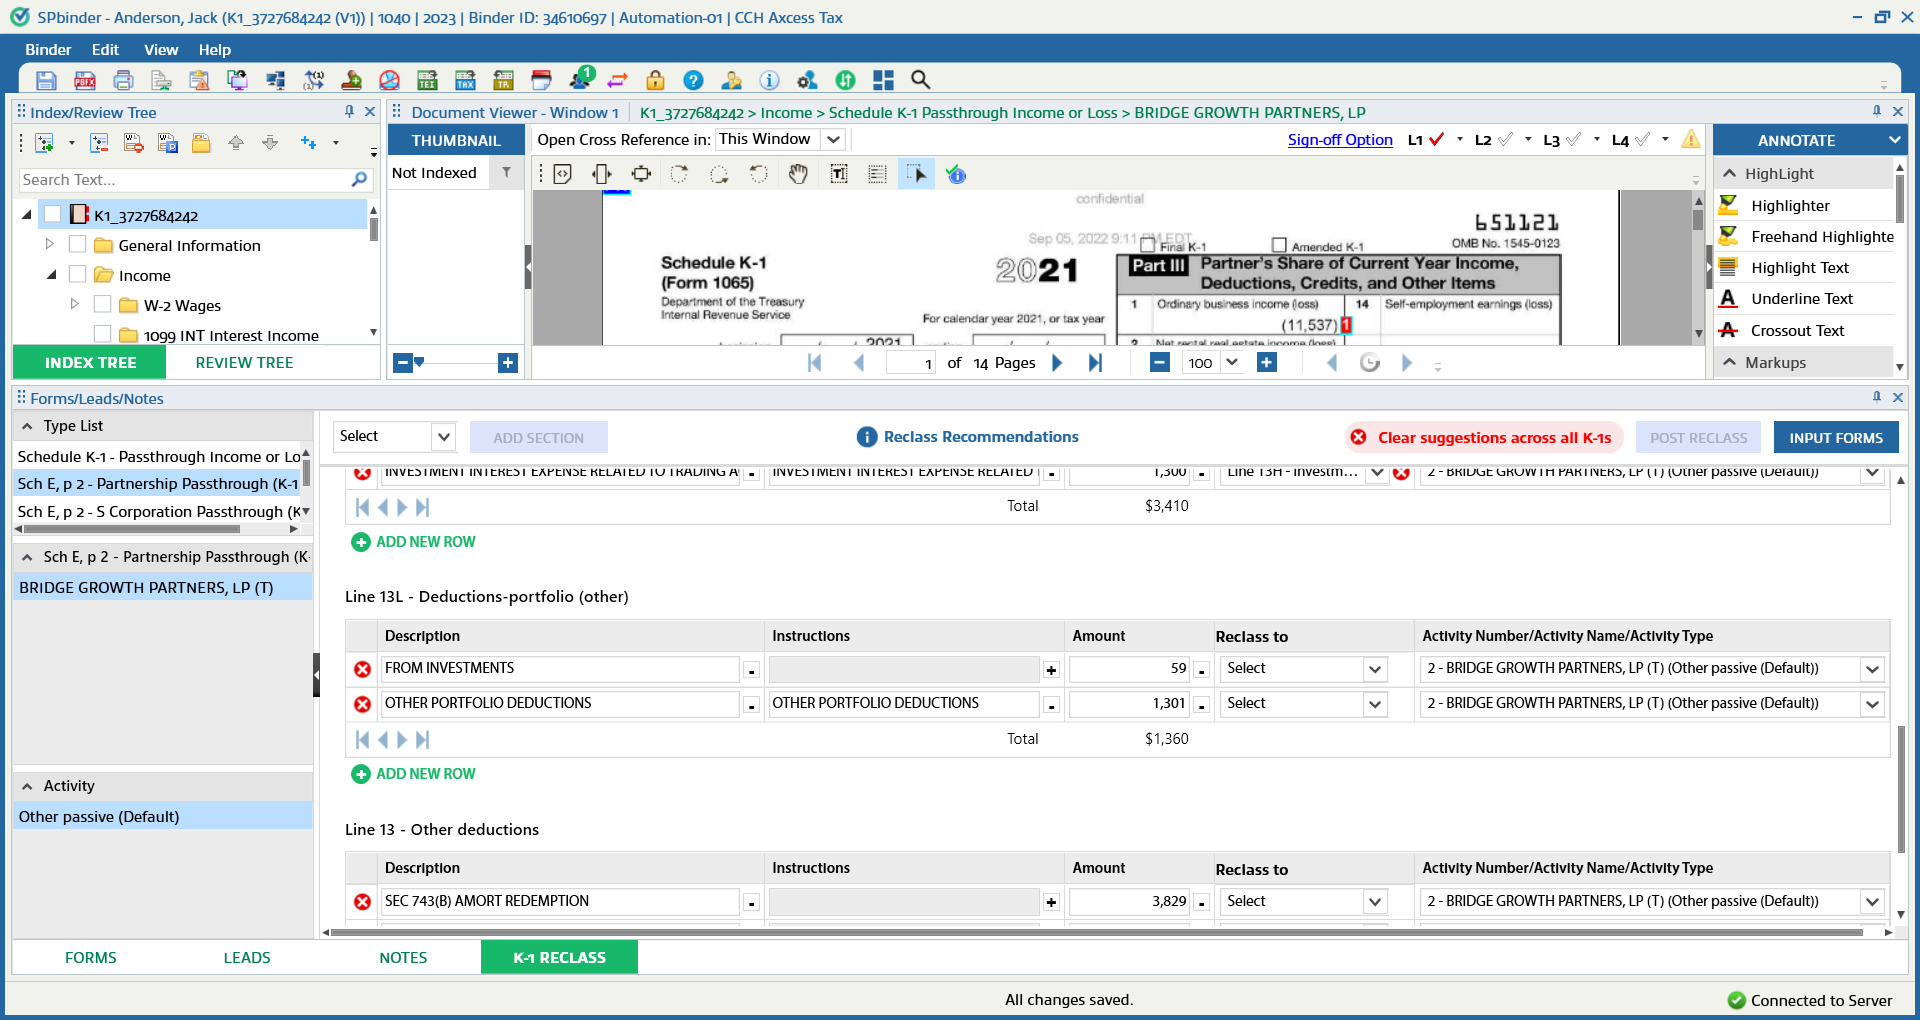 SPbinder - Anderson, Jack (K1_3727684242 (V1)) | 1040 | 2023 | Binder ID: 34610697 | Automation-01 | CCH Axcess Tax
Binder Edit View Help
Index/Review Tree
Search Text...
K1_3727684242
General Information
Income
W-2 Wages
1099 INT Interest Income
INDEX TREE REVIEW TREE
Document Viewer - Window 1 K1_3727684242 > Income > Schedule K-1 Passthrough Income or Loss > BRIDGE GROWTH PARTNERS, LP
THUMBNAIL
Not Indexed
Open Cross Reference in: This Window
Sign-off Option L1 L2 L3 L4
confidential
651121
Sep 05, 2022 9:11 PM EDT
Final K-1 Amended K-1 OMB No. 1545-0123
Schedule K-1
(Form 1065)
2021
Department of the Treasury
Internal Revenue Service
For calendar year 2021, or tax year
Part III Partner's Share of Current Year Income,
Deductions, Credits, and Other Items
1 Ordinary business income (loss) 14 Self-employment earnings (loss)
(11,537) 1
2021
2 Net rental real estate income (loss)
1 of 14 Pages 100
ANNOTATE
HighLight
Highlighter
Freehand Highlighte
Highlight Text
Underline Text
Crossout Text
Markups
Forms/Leads/Notes
Type List
Schedule K-1 - Passthrough Income or Lo
Sch E, p 2 - Partnership Passthrough (K-1
Sch E, p 2 - S Corporation Passthrough (K
Sch E, p 2 - Partnership Passthrough (K-
BRIDGE GROWTH PARTNERS, LP (T)
Activity
Other passive (Default)
Select ADD SECTION Reclass Recommendations Clear suggestions across all K-1s POST RECLASS INPUT FORMS
INVESTMENT INTEREST EXPENSE RELATED TO TRADING A - INVESTMENT INTEREST EXPENSE RELATED - 1,300 - Line 13H - Investm... 2 - BRIDGE GROWTH PARTNERS, LP (T) (Other passive (Default))
Total $3,410
ADD NEW ROW
Line 13L - Deductions-portfolio (other)
Description Instructions Amount Reclass to Activity Number/Activity Name/Activity Type
FROM INVESTMENTS - + 59 - Select 2 - BRIDGE GROWTH PARTNERS, LP (T) (Other passive (Default))
OTHER PORTFOLIO DEDUCTIONS - OTHER PORTFOLIO DEDUCTIONS - 1,301 - Select 2 - BRIDGE GROWTH PARTNERS, LP (T) (Other passive (Default))
Total $1,360
ADD NEW ROW
Line 13 - Other deductions
Description Instructions Amount Reclass to Activity Number/Activity Name/Activity Type
SEC 743(B) AMORT REDEMPTION - + 3,829 - Select 2 - BRIDGE GROWTH PARTNERS, LP (T) (Other passive (Default))
FORMS LEADS NOTES K-1 RECLASS
All changes saved.
Connected to Server